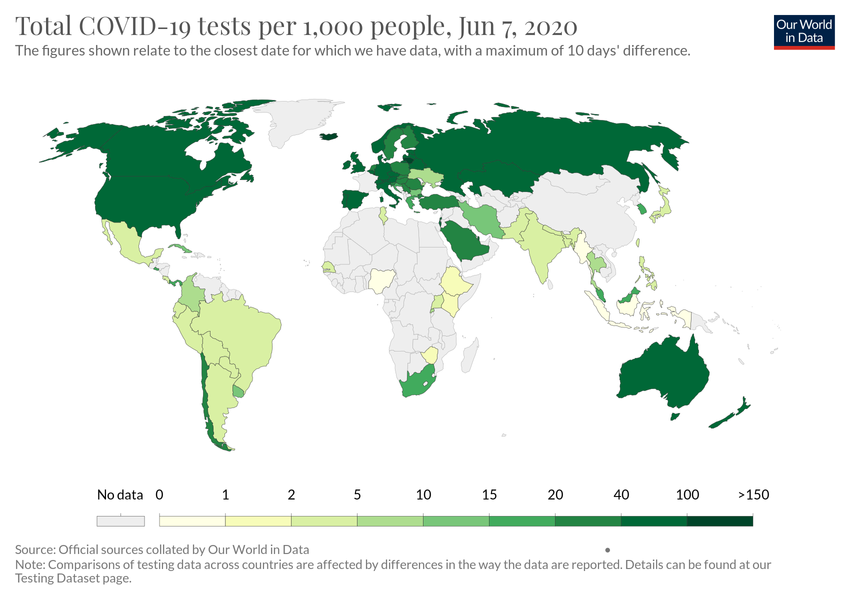 Total COVID-19 tests per 1,000 people, Jun 7, 2020
The figures shown relate to the closest date for which we have data, with a maximum of 10 days' difference.
Our World
in Data
No data 0 1 2 5 10 15 20 40 100 >150
Source: Official sources collated by Our World in Data
Note: Comparisons of testing data across countries are affected by differences in the way the data are reported. Details can be found at our
Testing Dataset page.